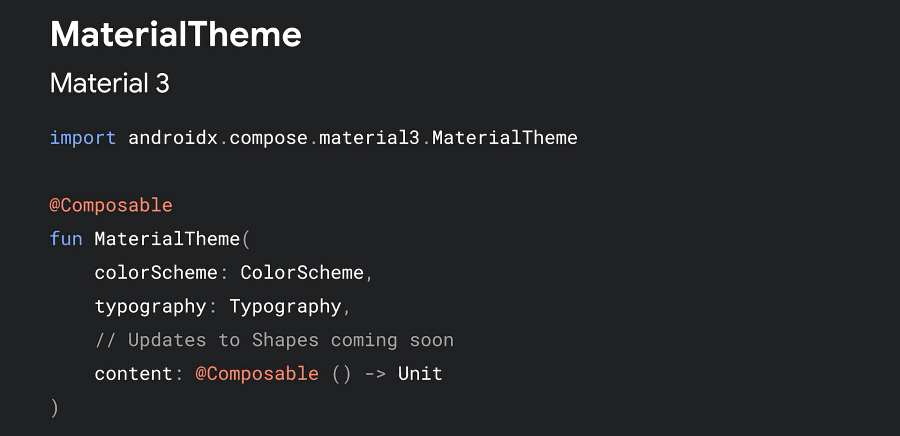 MaterialTheme
Material 3
import androidx.compose.material3.MaterialTheme
@Composable
fun MaterialTheme(
    colorScheme: ColorScheme,
    typography: Typography,
    // Updates to Shapes coming soon
    content: @Composable () -> Unit
)